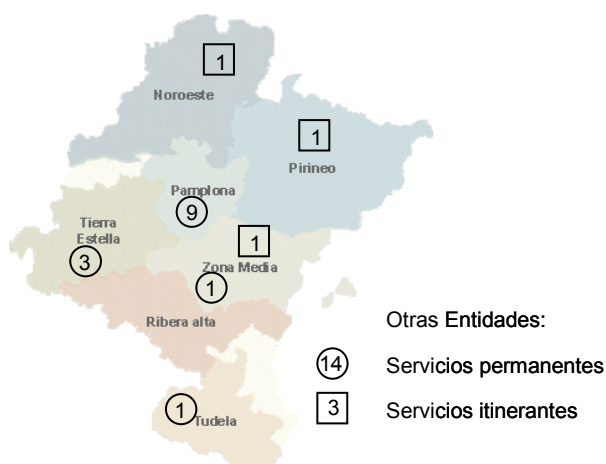 1
Noroeste
1
Pirineo
Pamplona
9
Tierra
Estella
3
1
Zona Media
1
Ribera alta
Otras Entidades:
14 Servicios permanentes
3 Servicios itinerantes
1
Tudela